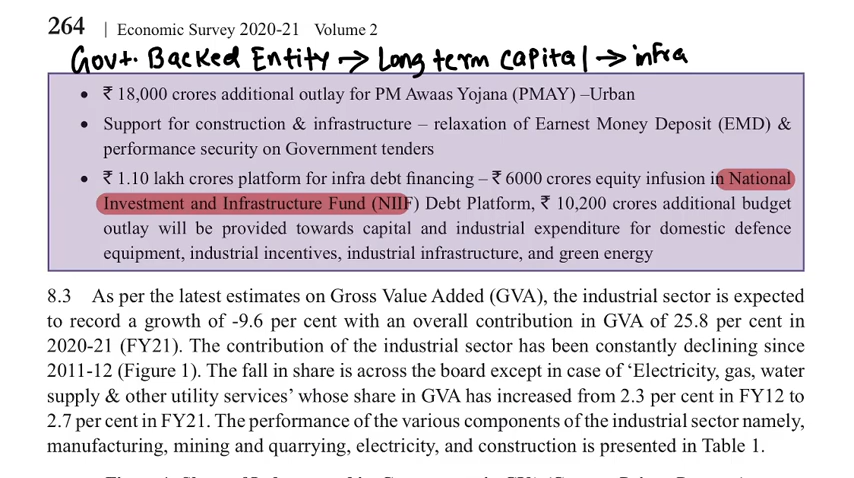 264 | Economic Survey 2020-21 Volume 2
Govt. Backed Entity → Long term capital → infra
• ₹ 18,000 crores additional outlay for PM Awaas Yojana (PMAY) –Urban
• Support for construction & infrastructure – relaxation of Earnest Money Deposit (EMD) &
performance security on Government tenders
• ₹ 1.10 lakh crores platform for infra debt financing – ₹ 6000 crores equity infusion in National
Investment and Infrastructure Fund (NIIF) Debt Platform, ₹ 10,200 crores additional budget
outlay will be provided towards capital and industrial expenditure for domestic defence
equipment, industrial incentives, industrial infrastructure, and green energy
8.3 As per the latest estimates on Gross Value Added (GVA), the industrial sector is expected
to record a growth of -9.6 per cent with an overall contribution in GVA of 25.8 per cent in
2020-21 (FY21). The contribution of the industrial sector has been constantly declining since
2011-12 (Figure 1). The fall in share is across the board except in case of ‘Electricity, gas, water
supply & other utility services’ whose share in GVA has increased from 2.3 per cent in FY12 to
2.7 per cent in FY21. The performance of the various components of the industrial sector namely,
manufacturing, mining and quarrying, electricity, and construction is presented in Table 1.